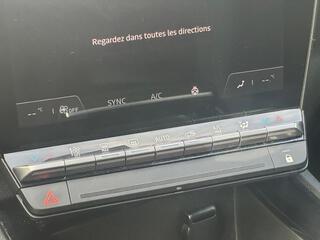 Regardez dans toutes les directions
--°C OFF SYNC A/C --°C
AUTO